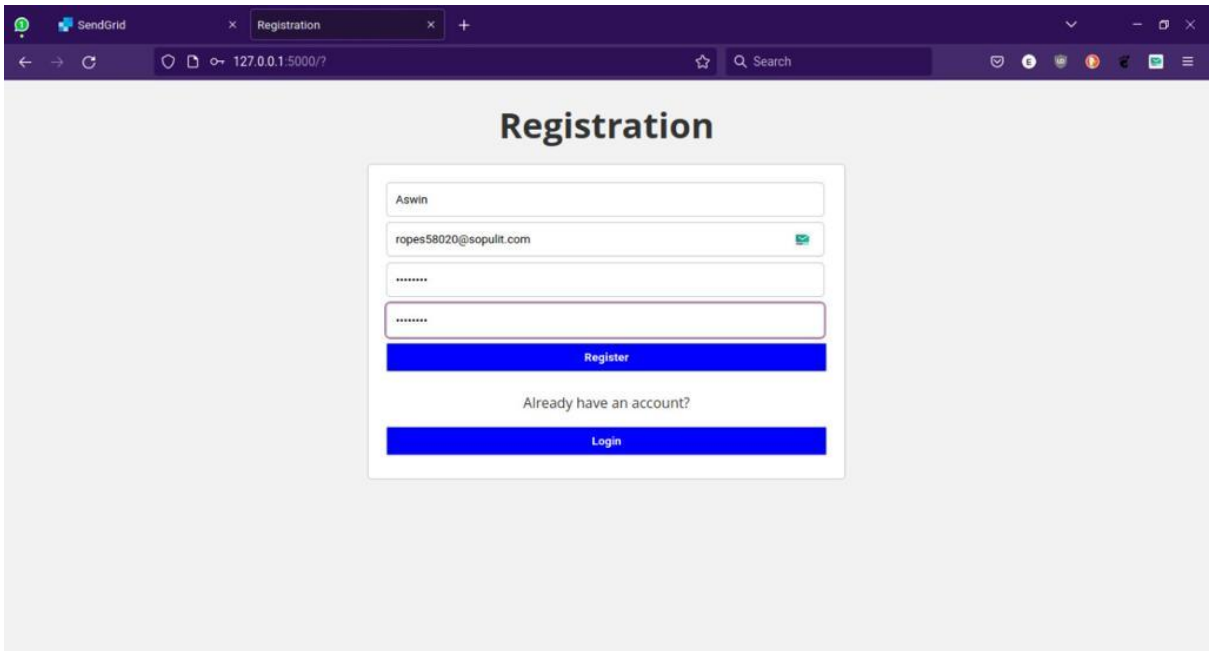 SendGrid
Registration
127.0.0.1:5000/?
Search
Registration
Aswin
ropes58020@sopulit.com
••••••••
••••••••
Register
Already have an account?
Login